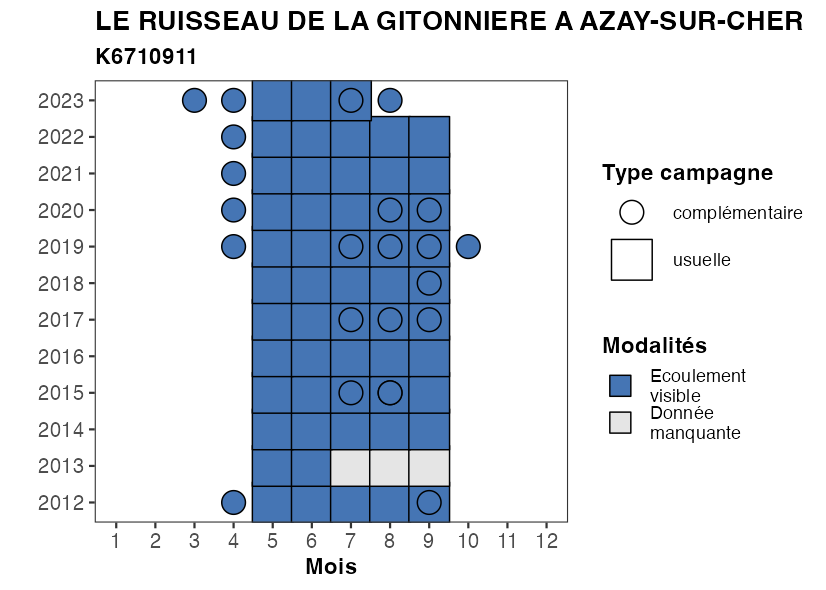 LE RUISSEAU DE LA GITONNIERE A AZAY-SUR-CHER
K6710911
2023
2022
2021
2020
2019
2018
2017
2016
2015
2014
2013
2012
1 2 3 4 5 6 7 8 9 10 11 12
Mois
Type campagne
complémentaire
usuelle
Modalités
Ecoulement
visible
Donnée
manquante